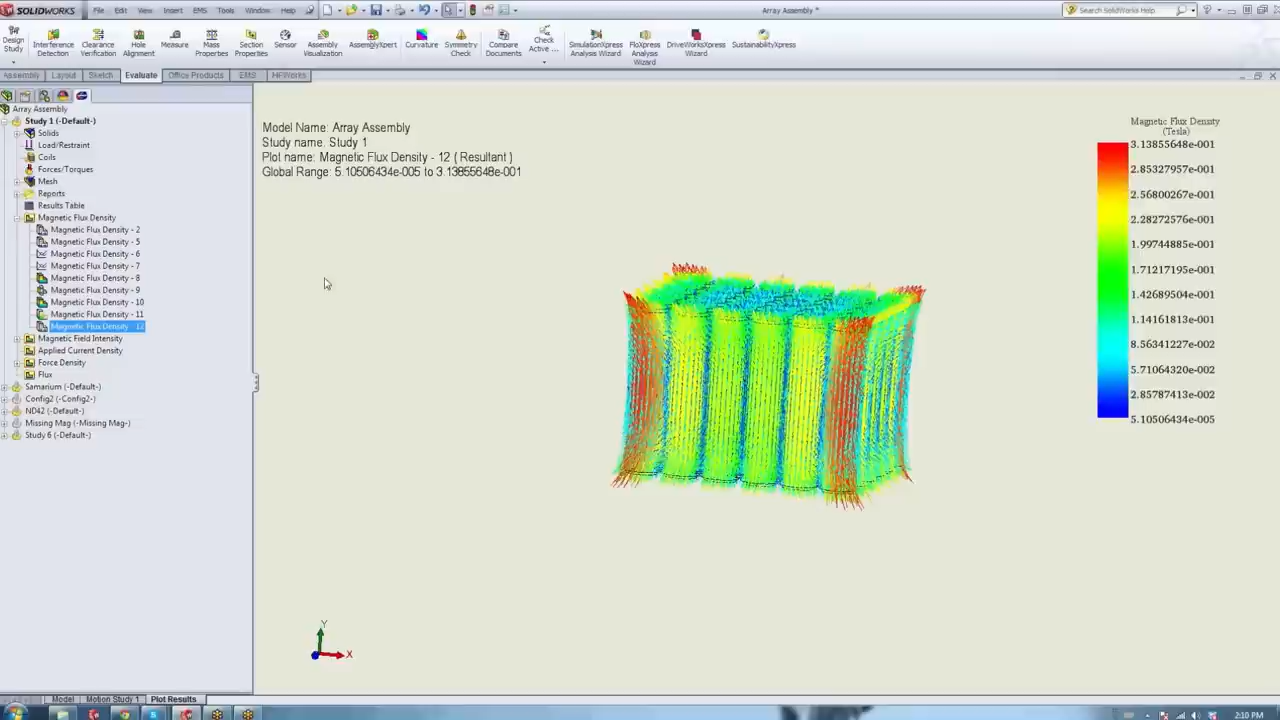 SOLIDWORKS
File Edit View Insert EMS Tools Window Help
Array Assembly *
Search SolidWorks Help
Design Study
Interference Detection
Clearance Verification
Hole Alignment
Measure
Mass Properties
Section Properties
Sensor
Assembly Visualization
AssemblyXpert
Curvature
Symmetry Check
Compare Documents
Check Active ...
SimulationXpress Analysis Wizard
FloXpress Analysis Wizard
DriveWorksXpress Wizard
SustainabilityXpress
Assembly Layout Sketch Evaluate Office Products EMS HFWorks
Array Assembly
Study 1 (-Default-)
Solids
Load/Restraint
Coils
Forces/Torques
Mesh
Reports
Results Table
Magnetic Flux Density
Magnetic Flux Density - 2
Magnetic Flux Density - 5
Magnetic Flux Density - 6
Magnetic Flux Density - 7
Magnetic Flux Density - 8
Magnetic Flux Density - 9
Magnetic Flux Density - 10
Magnetic Flux Density - 11
Magnetic Flux Density - 12
Magnetic Field Intensity
Applied Current Density
Force Density
Flux
Samarium (-Default-)
Config2 (-Config2-)
ND42 (-Default-)
Missing Mag (-Missing Mag-)
Study 6 (-Default-)
Model Name: Array Assembly
Study name: Study 1
Plot name: Magnetic Flux Density - 12 ( Resultant )
Global Range: 5.10506434e-005 to 3.13855648e-001
Magnetic Flux Density
(Tesla)
3.13855648e-001
2.85327957e-001
2.56800267e-001
2.28272576e-001
1.99744885e-001
1.71217195e-001
1.42689504e-001
1.14161813e-001
8.56341227e-002
5.71064320e-002
2.85787413e-002
5.10506434e-005
Y
X
Model Motion Study 1 Plot Results
2:10 PM